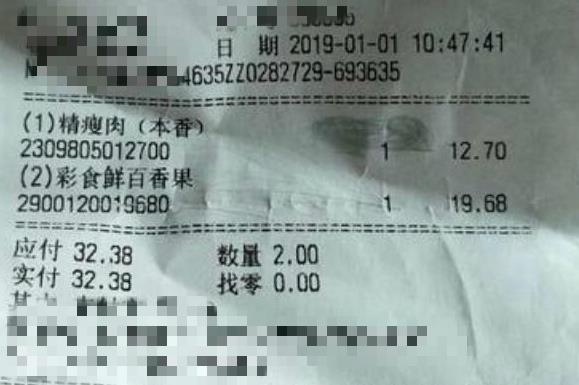 日 期 2019-01-01 10:47:41
4635ZZ0282729-693635
(1)精瘦肉(本香)
2309805012700 1 12.70
(2)彩食鲜百香果
2900120019680 1 19.68
应付 32.38 数量 2.00
实付 32.38 找零 0.00